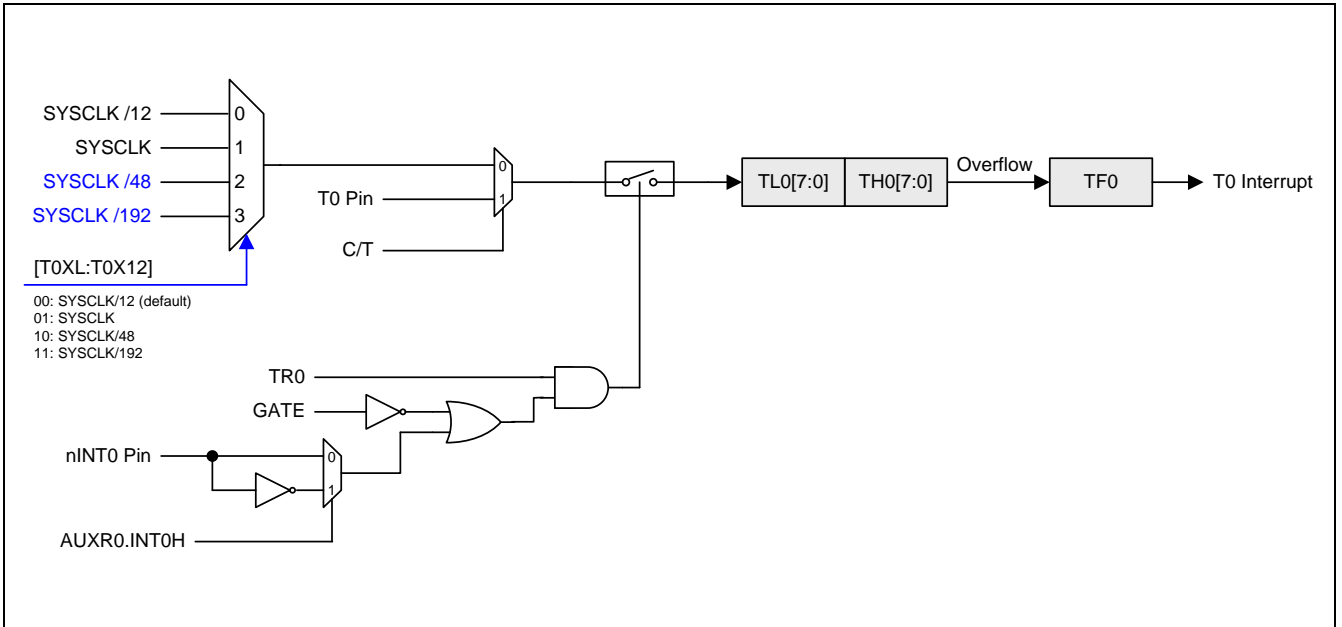 SYSCLK /12
0
SYSCLK
1
SYSCLK /48
2
SYSCLK /192
3
[T0XL:T0X12]
00: SYSCLK/12 (default)
01: SYSCLK
10: SYSCLK/48
11: SYSCLK/192
0
T0 Pin
1
C/T
TL0[7:0]
TH0[7:0]
Overflow
TF0
T0 Interrupt
TR0
GATE
nINT0 Pin
0
1
AUXR0.INT0H